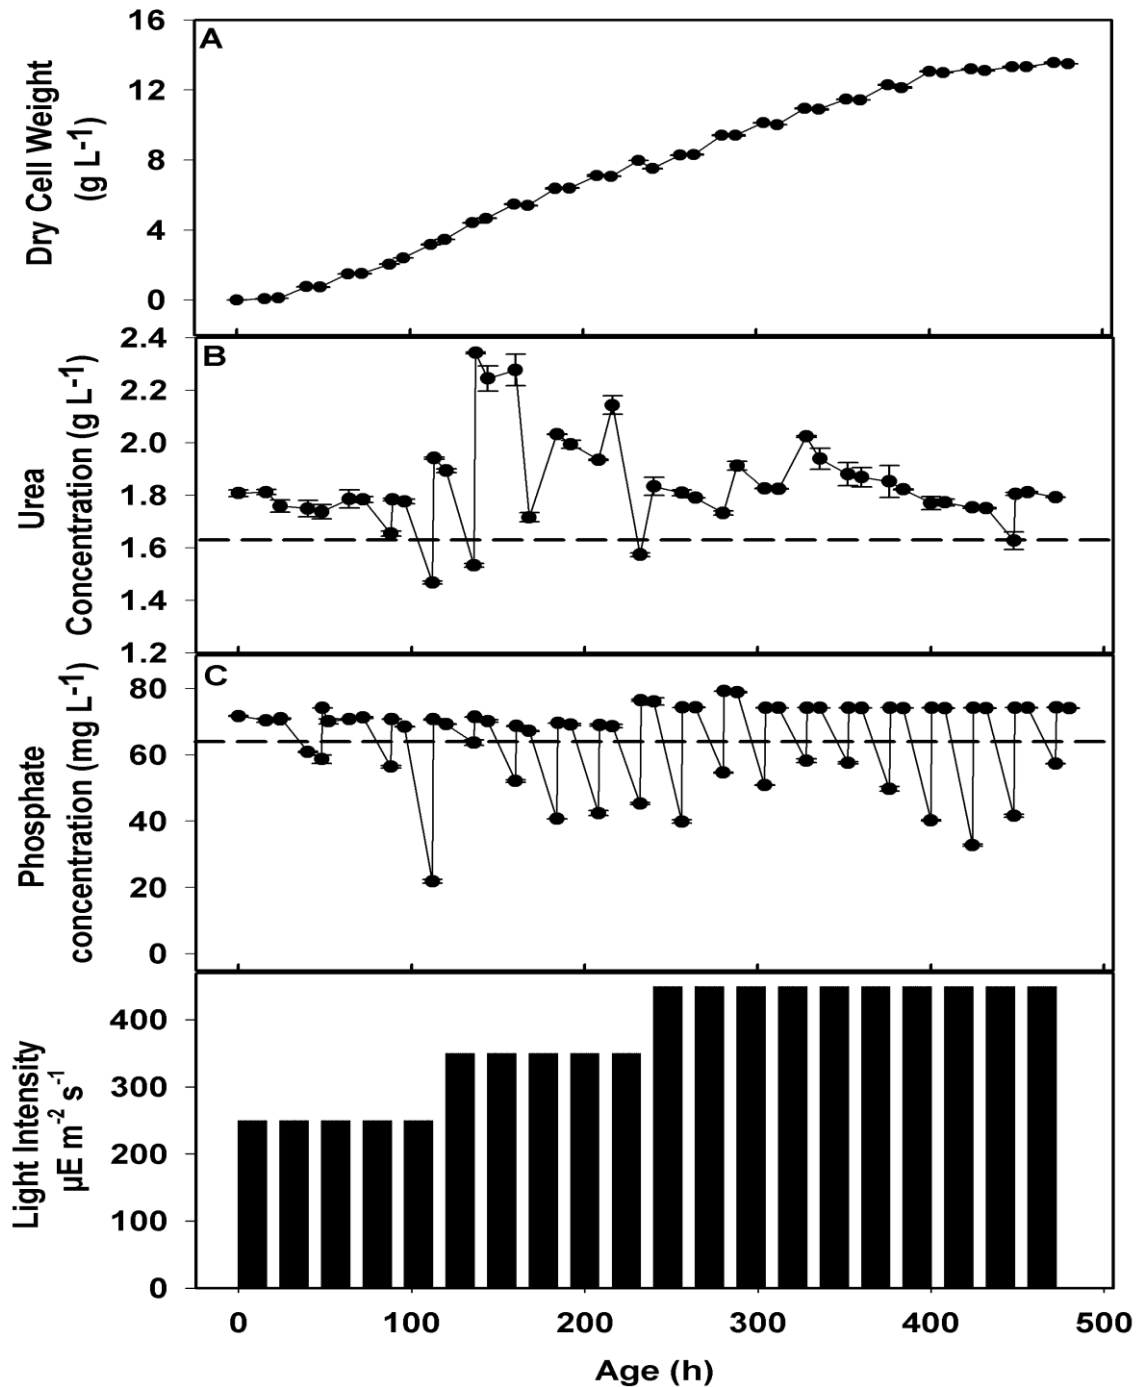 A
Dry Cell Weight
(g L-1)
16
12
8
4
0
B
Urea
Concentration (g L-1)
2.4
2.2
2.0
1.8
1.6
1.4
1.2
C
Phosphate
concentration (mg L-1)
80
60
40
20
0
Light Intensity
µE m-2 s-1
400
300
200
100
0
0 100 200 300 400 500
Age (h)